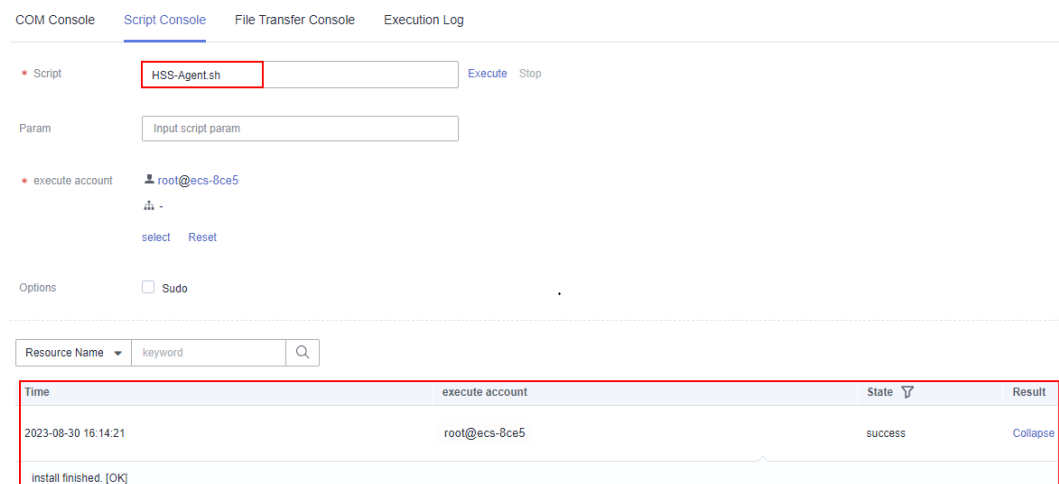 COM Console Script Console File Transfer Console Execution Log
* Script HSS-Agent.sh Execute Stop
Param Input script param
* execute account root@ecs-8ce5
-
select Reset
Options Sudo
Resource Name keyword
Time execute account State Result
2023-08-30 16:14:21 root@ecs-8ce5 success Collapse
install finished. [OK]